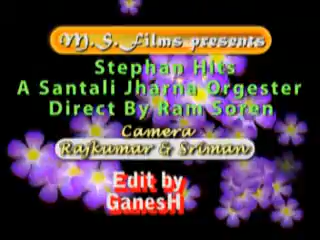 M.S.Films presents
Stephan Hits
A Santali Jharna Orgester
Direct By Ram Soren
Camera
Rajkumar & Sriman
Edit by
GanesH